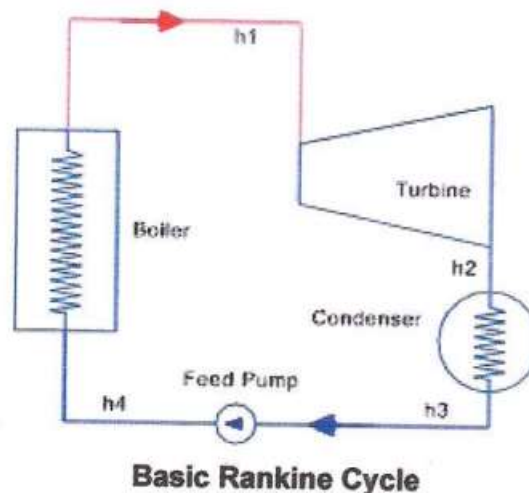 h1
Turbine
Boiler
h2
Condenser
Feed Pump
h4
h3
Basic Rankine Cycle